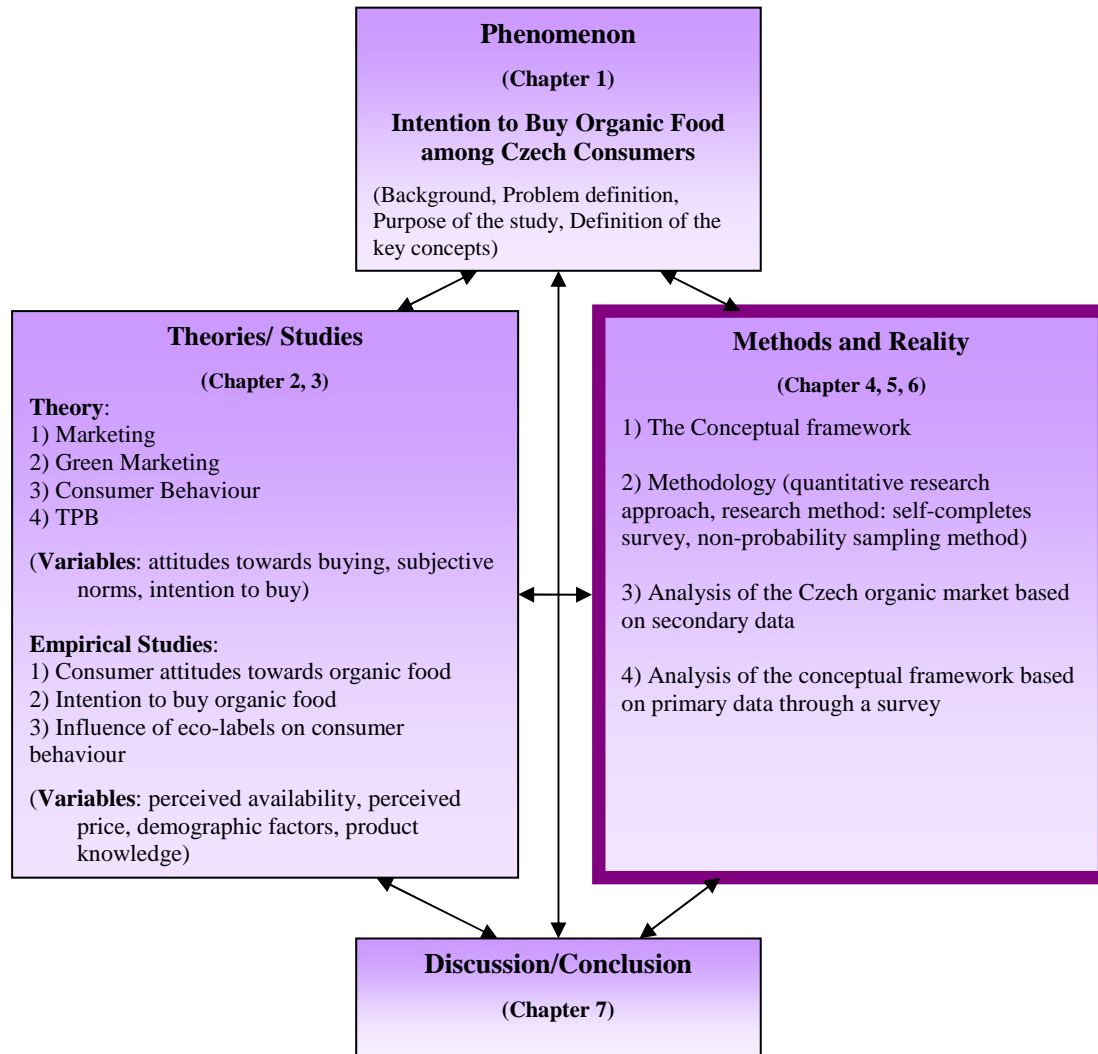 Phenomenon
(Chapter 1)
Intention to Buy Organic Food
among Czech Consumers
(Background, Problem definition,
Purpose of the study, Definition of the
key concepts)
Theories/ Studies
(Chapter 2, 3)
Theory:
1) Marketing
2) Green Marketing
3) Consumer Behaviour
4) TPB
(Variables: attitudes towards buying, subjective
norms, intention to buy)
Empirical Studies:
1) Consumer attitudes towards organic food
2) Intention to buy organic food
3) Influence of eco-labels on consumer
behaviour
(Variables: perceived availability, perceived
price, demographic factors, product
knowledge)
Methods and Reality
(Chapter 4, 5, 6)
1) The Conceptual framework
2) Methodology (quantitative research
approach, research method: self-completes
survey, non-probability sampling method)
3) Analysis of the Czech organic market based
on secondary data
4) Analysis of the conceptual framework based
on primary data through a survey
Discussion/Conclusion
(Chapter 7)